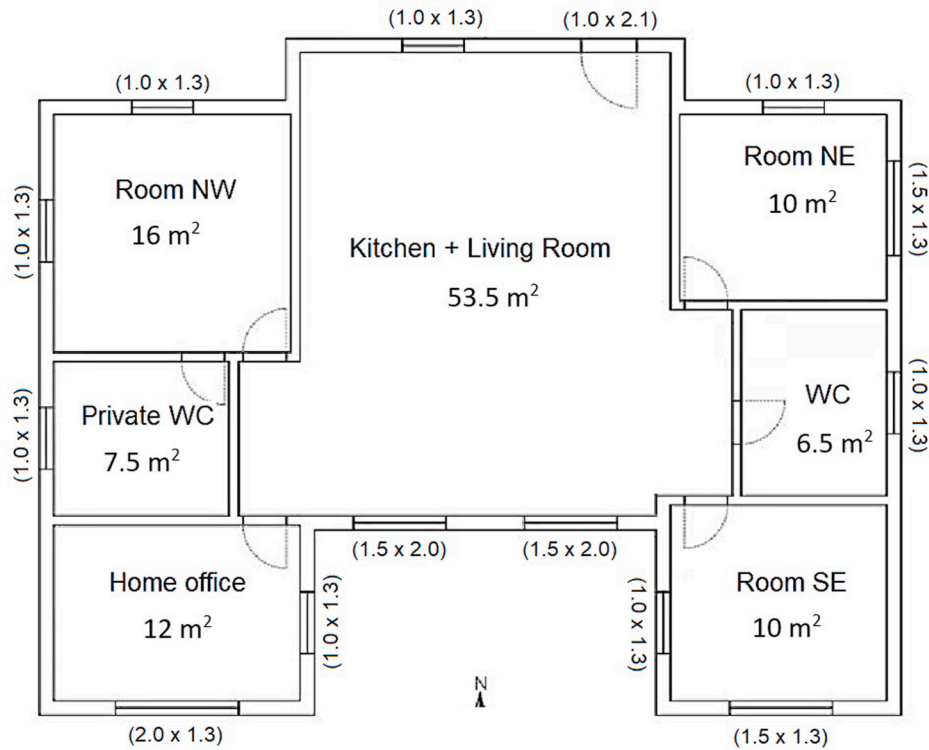 (1.0 x 1.3)
(1.0 x 2.1)
(1.0 x 1.3)
(1.0 x 1.3)
Room NW
16 m²
(1.0 x 1.3)
Kitchen + Living Room
53.5 m²
Room NE
10 m²
(1.5 x 1.3)
Private WC
7.5 m²
(1.0 x 1.3)
WC
6.5 m²
(1.0 x 1.3)
(1.5 x 2.0)
(1.5 x 2.0)
Home office
12 m²
(1.0 x 1.3)
(1.0 x 1.3)
Room SE
10 m²
N
(2.0 x 1.3)
(1.5 x 1.3)